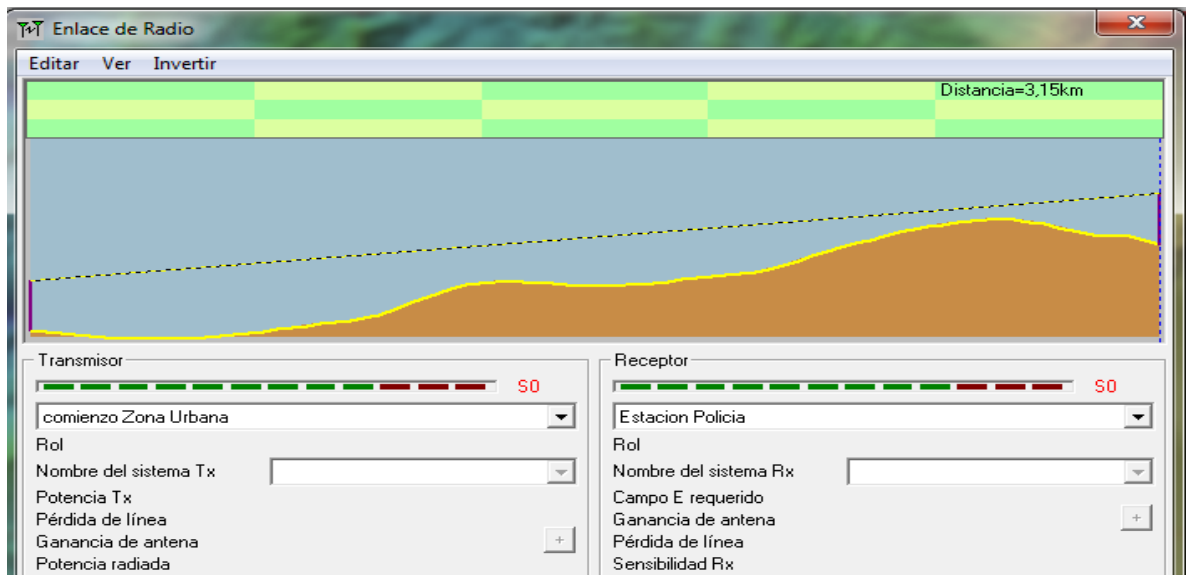 Enlace de Radio
Editar Ver Invertir
Distancia=3,15km
Transmisor
S0
comienzo Zona Urbana
Rol
Nombre del sistema Tx
Potencia Tx
Pérdida de línea
Ganancia de antena
+
Potencia radiada
Receptor
S0
Estacion Policia
Rol
Nombre del sistema Rx
Campo E requerido
Ganancia de antena
+
Pérdida de línea
Sensibilidad Rx